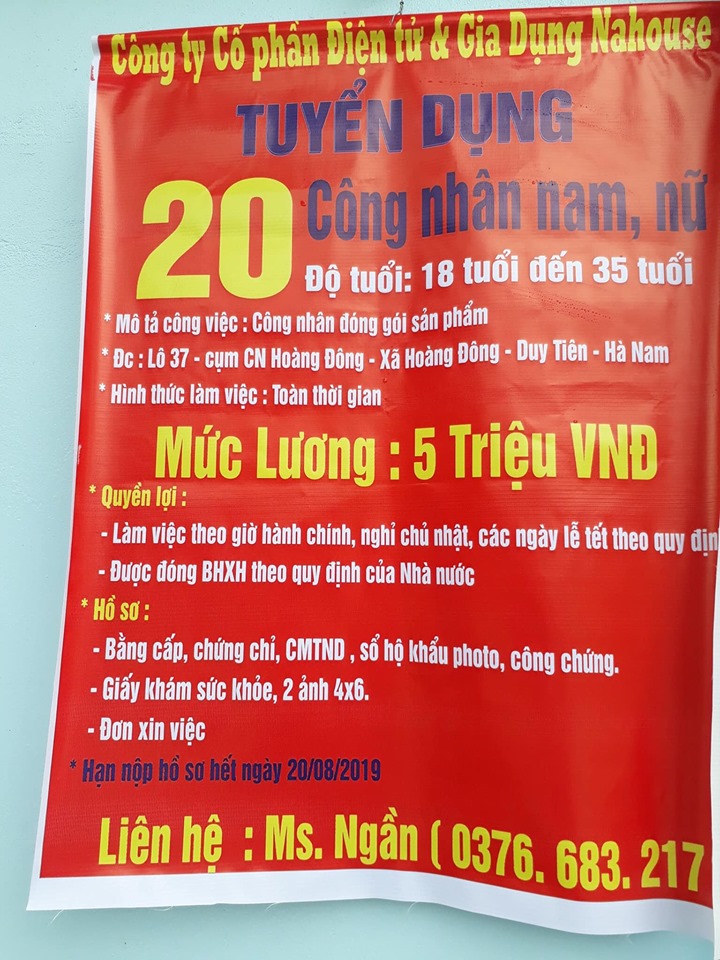 Công ty Cổ phần Điện tử & Gia Dụng Nahouse
TUYỂN DỤNG
20 Công nhân nam, nữ
Độ tuổi: 18 tuổi đến 35 tuổi
* Mô tả công việc : Công nhân đóng gói sản phẩm
* Đc : Lô 37 - cụm CN Hoàng Đông - Xã Hoàng Đông - Duy Tiên - Hà Nam
* Hình thức làm việc : Toàn thời gian
Mức Lương : 5 Triệu VNĐ
* Quyền lợi :
- Làm việc theo giờ hành chính, nghỉ chủ nhật, các ngày lễ tết theo quy định
- Được đóng BHXH theo quy định của Nhà nước
* Hồ sơ :
- Bằng cấp, chứng chỉ, CMTND , sổ hộ khẩu photo, công chứng.
- Giấy khám sức khỏe, 2 ảnh 4x6.
- Đơn xin việc
* Hạn nộp hồ sơ hết ngày 20/08/2019
Liên hệ : Ms. Ngần ( 0376. 683. 217